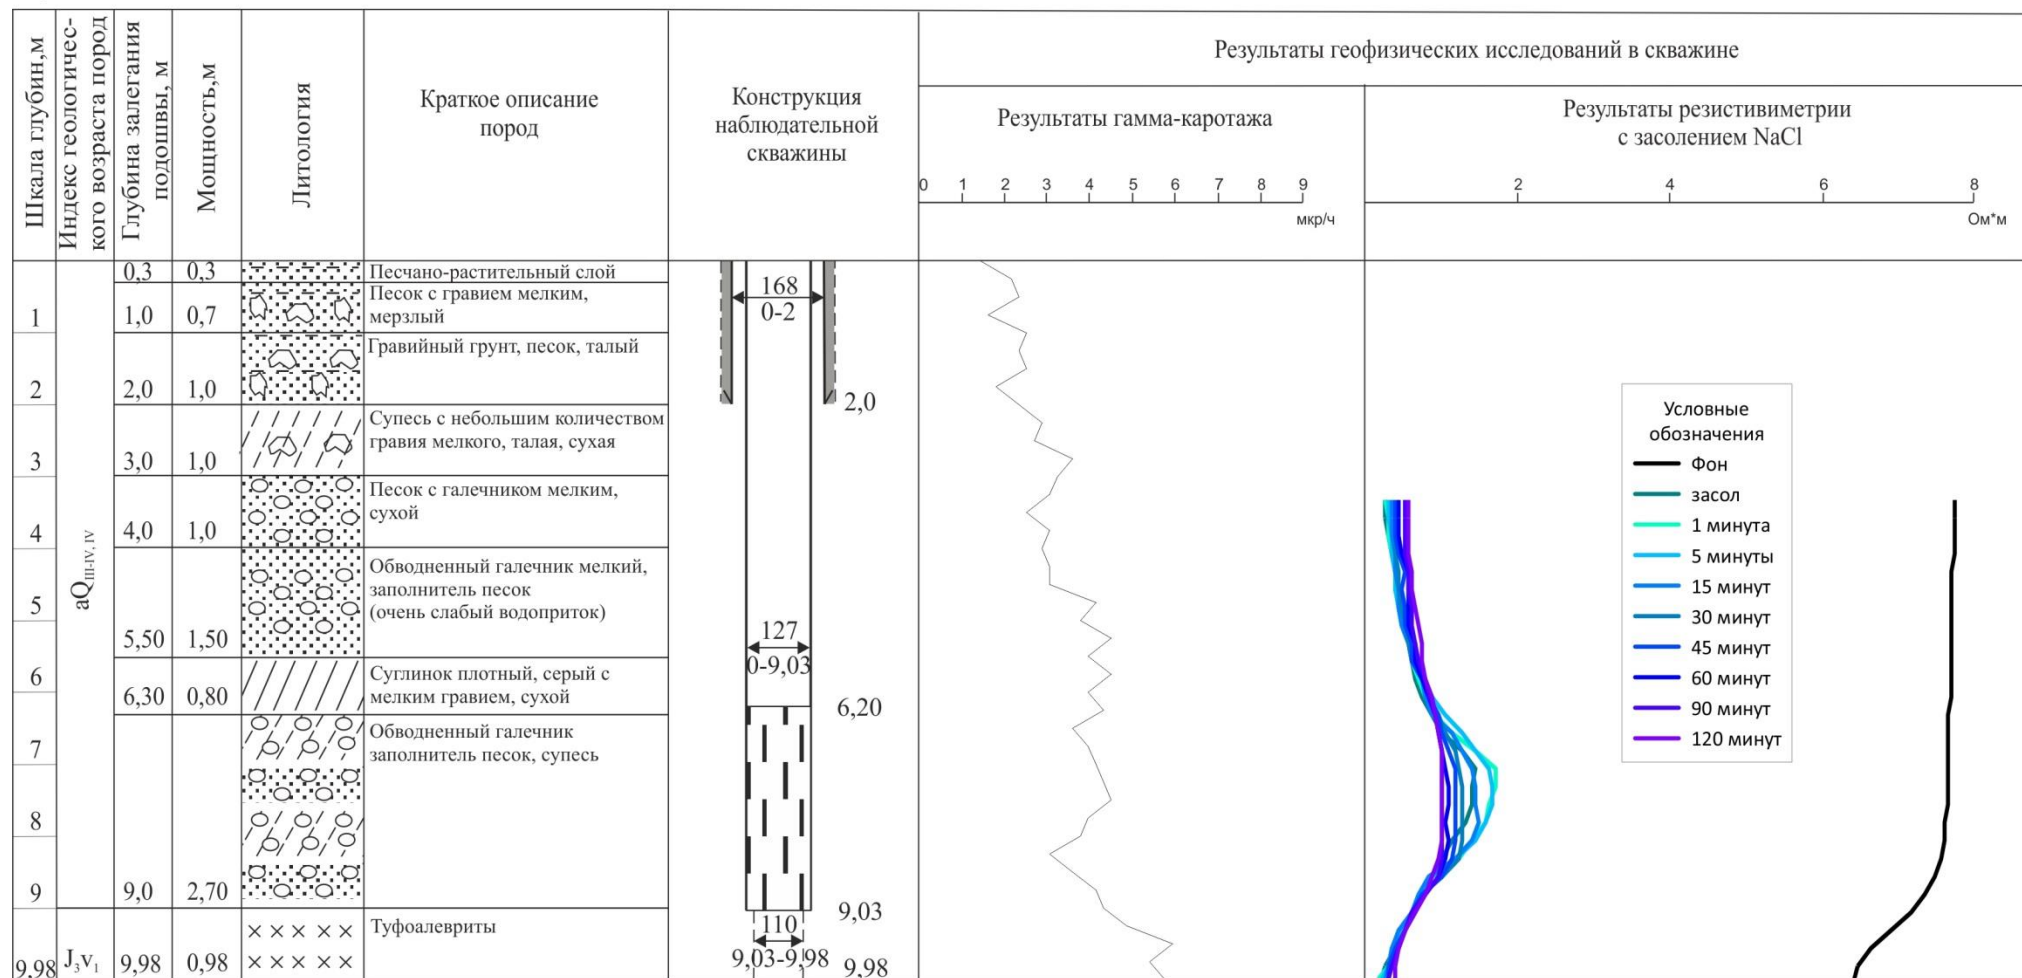 Шкала глубин,м
Индекс геологичес-
кого возраста пород
Глубина залегания
подошвы, м
Мощность,м
Литология
Краткое описание
пород
Конструкция
наблюдательной
скважины
Результаты геофизических исследований в скважине
Результаты гамма-каротажа
0 1 2 3 4 5 6 7 8 9
мкр/ч
Результаты резистивиметрии
с засолением NaCl
2 4 6 8
Ом*м
0,3 0,3 Песчано-растительный слой
Песок с гравием мелким,
1 1,0 0,7 мерзлый
168
0-2
Гравийный грунт, песок, талый
2 2,0 1,0
2,0
Супесь с небольшим количеством
гравия мелкого, талая, сухая
3 3,0 1,0
Песок с галечником мелким,
сухой
4 4,0 1,0
aQIII-IV, IV
Обводненный галечник мелкий,
заполнитель песок
(очень слабый водоприток)
5
5,50 1,50
127
0-9,03
Суглинок плотный, серый с
мелким гравием, сухой
6 6,30 0,80
6,20
Обводненный галечник
заполнитель песок, супесь
7
8
9 9,0 2,70
9,03
Туфоалевриты
110
9,03-9,98
9,98 J3v1 9,98 0,98
9,98
Условные
обозначения
Фон
засол
1 минута
5 минуты
15 минут
30 минут
45 минут
60 минут
90 минут
120 минут